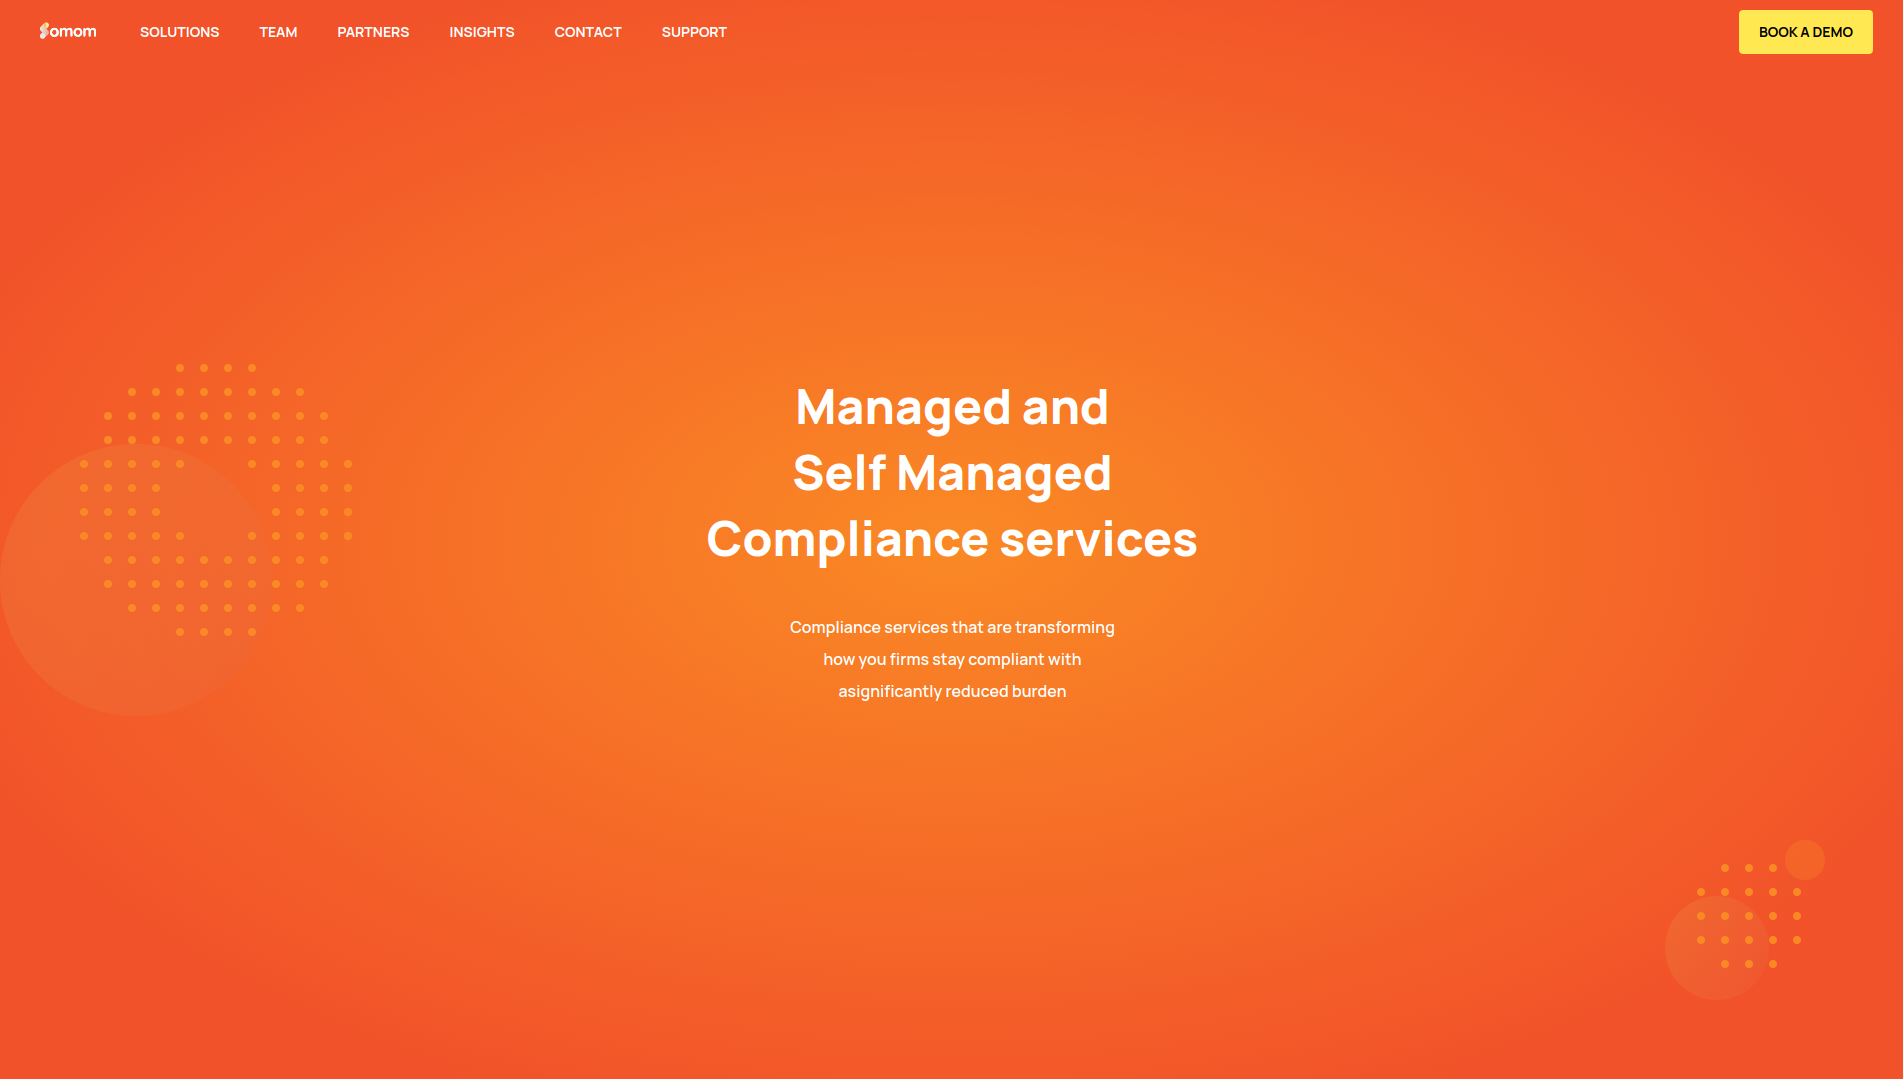 omom
SOLUTIONS
TEAM
PARTNERS
INSIGHTS
CONTACT
SUPPORT
BOOK A DEMO
Managed and
Self Managed
Compliance services
Compliance services that are transforming
how you firms stay compliant with
asignificantly reduced burden